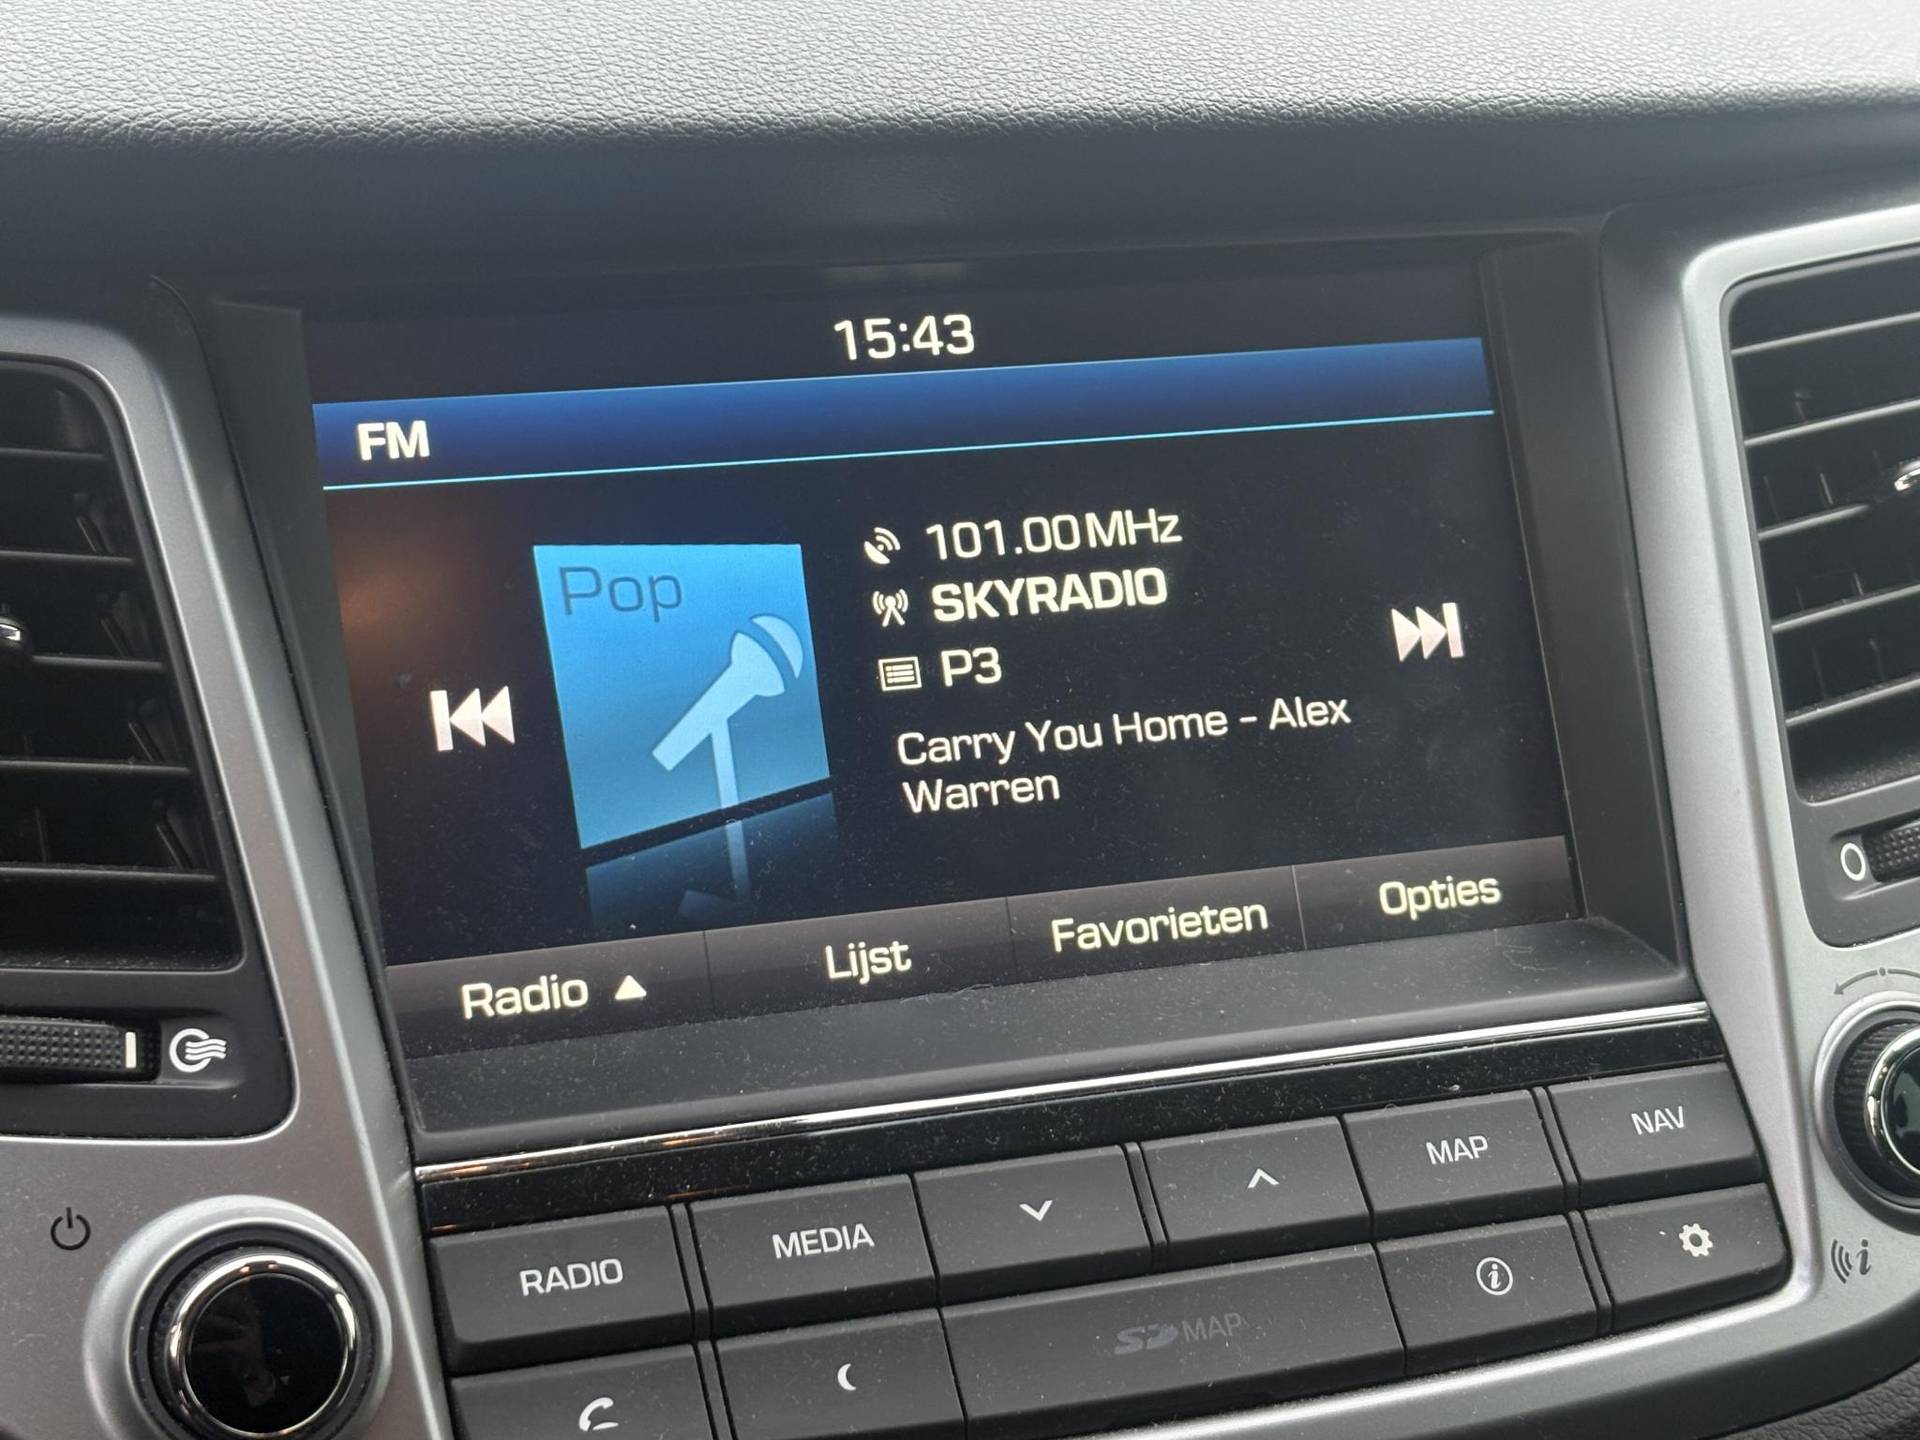 15:43
FM
Pop
101.00MHz
SKYRADIO
P3
Carry You Home - Alex
Warren
Radio ▲
Lijst
Favorieten
Opties
RADIO
MEDIA
MAP
NAV
SD MAP